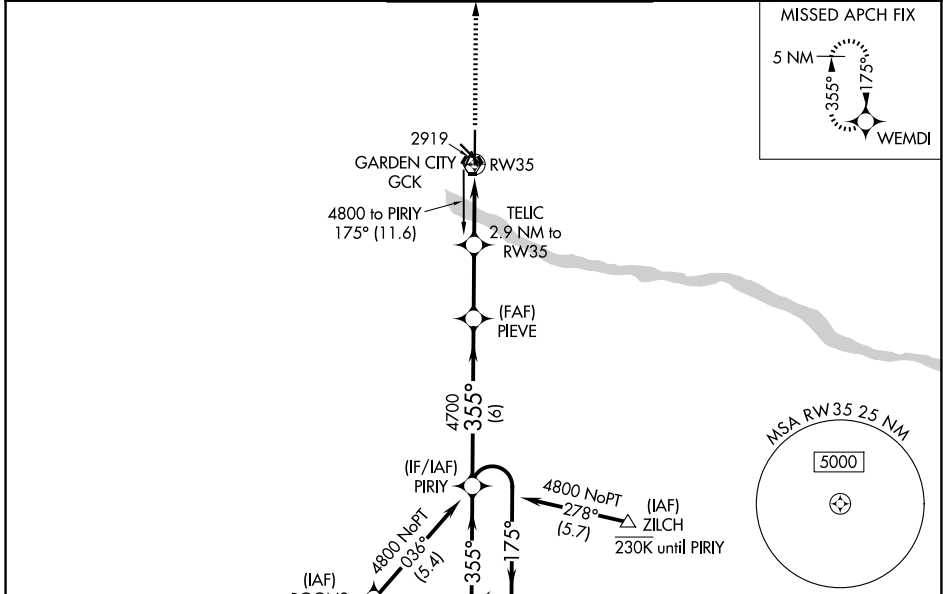 MISSED APCH FIX
5 NM
355°
175°
WEMDI
2919
GARDEN CITY
GCK
RW35
4800 to PIRIY
175° (11.6)
TELIC
2.9 NM to
RW35
(FAF)
PIEVE
4700
355°
(6)
MSA RW35 25 NM
5000
(IF/IAF)
PIRIY
4800 NoPT
278°
(5.7)
(IAF)
ZILCH
230K until PIRIY
4800 NoPT
036°
(5.4)
355°
175°
(IAF)